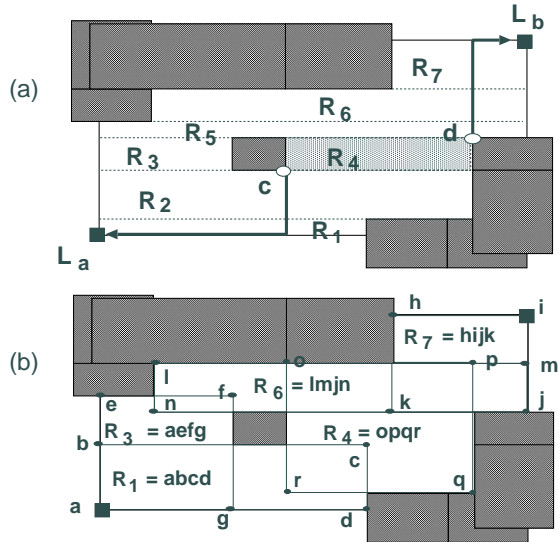 L b
R 7
(a)
R 6
R 5
d
R 3
R 4
c
R 2
R 1
L a
h
i
(b)
R 7 = hijk
o
p
m
l
R 6 = lmjn
e
f
n
k
j
R 3 = aefg
R 4 = opqr
b
c
R 1 = abcd
r
q
a
g
d